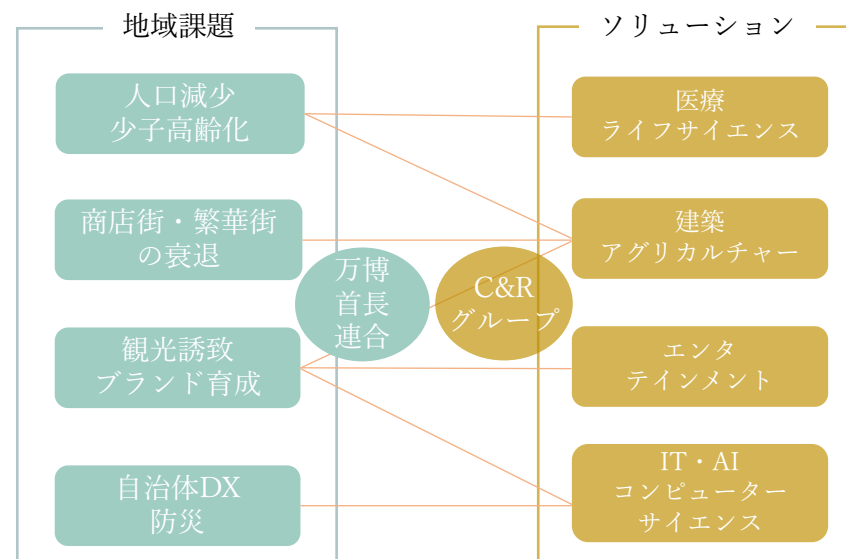 地域課題
人口減少
少子高齢化
商店街・繁華街
の衰退
観光誘致
ブランド育成
自治体DX
防災
万博
首長
連合
C&R
グループ
ソリューション
医療
ライフサイエンス
建築
アグリカルチャー
エンタ
テインメント
IT・AI
コンピューター
サイエンス